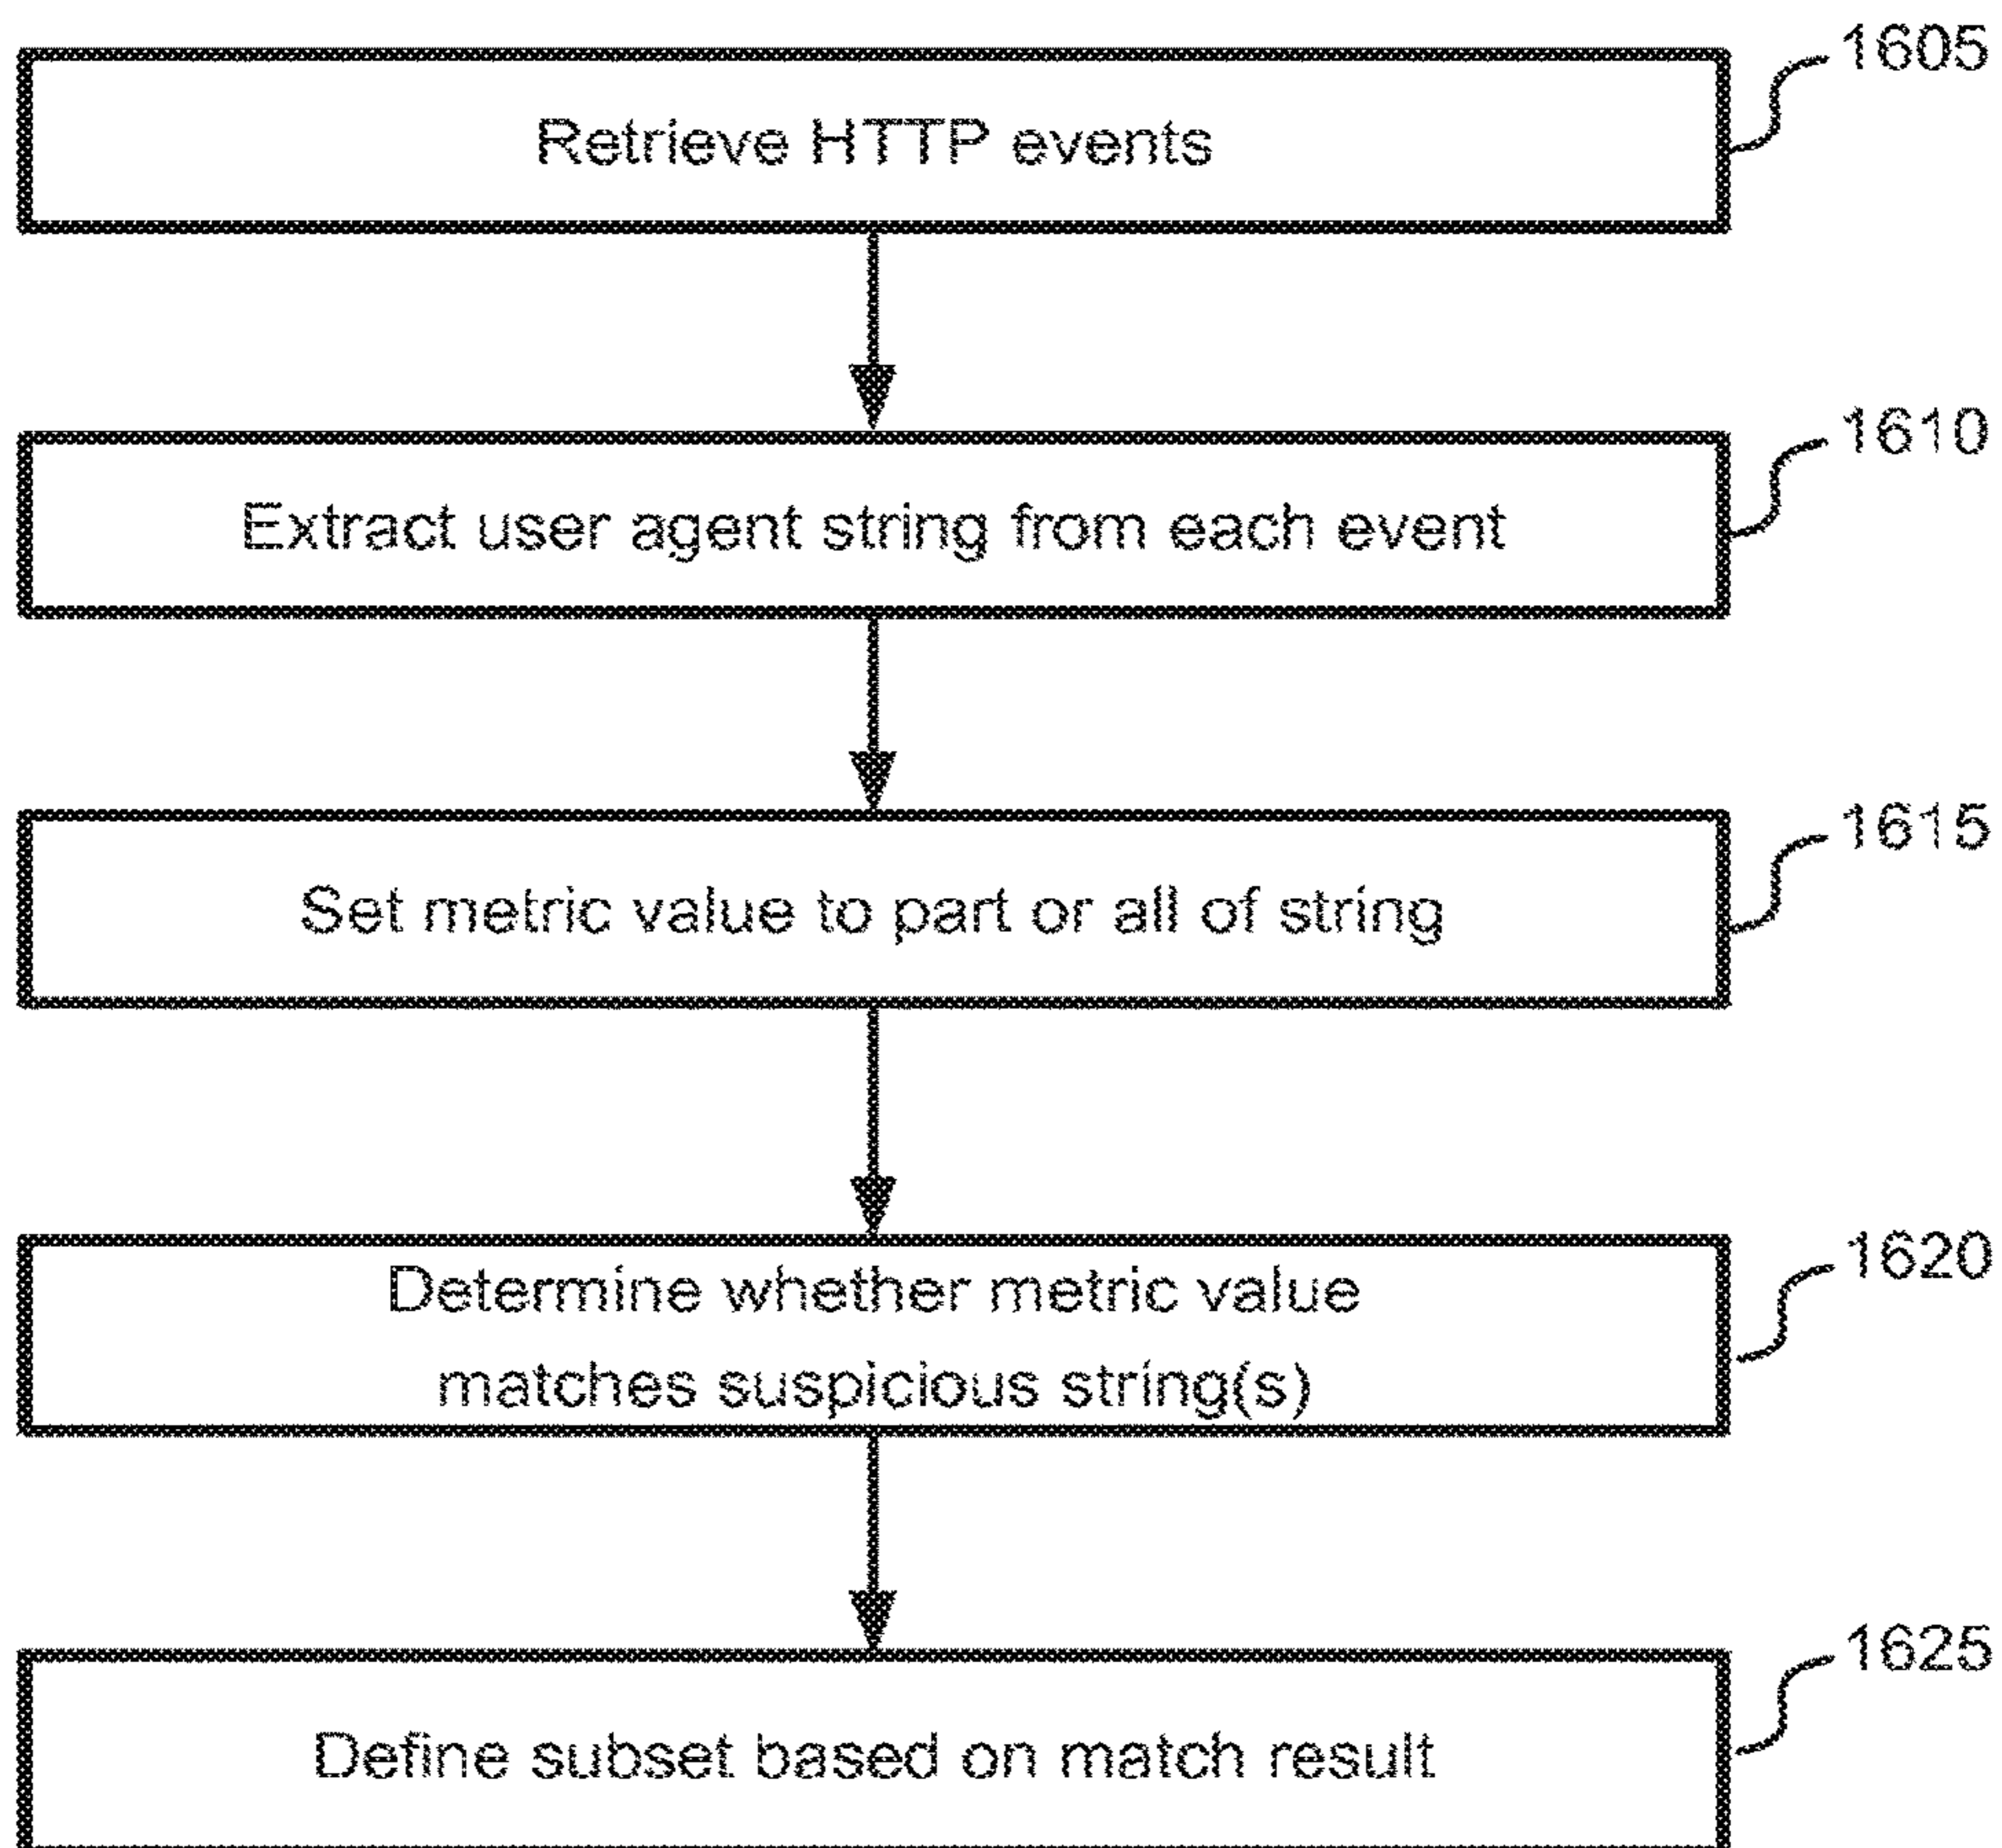 1605
Retrieve HTTP events
1610
Extract user agent string from each event
1615
Set metric value to part or all of string
1620
Determine whether metric value
matches suspicious string(s)
1625
Define subset based on match result